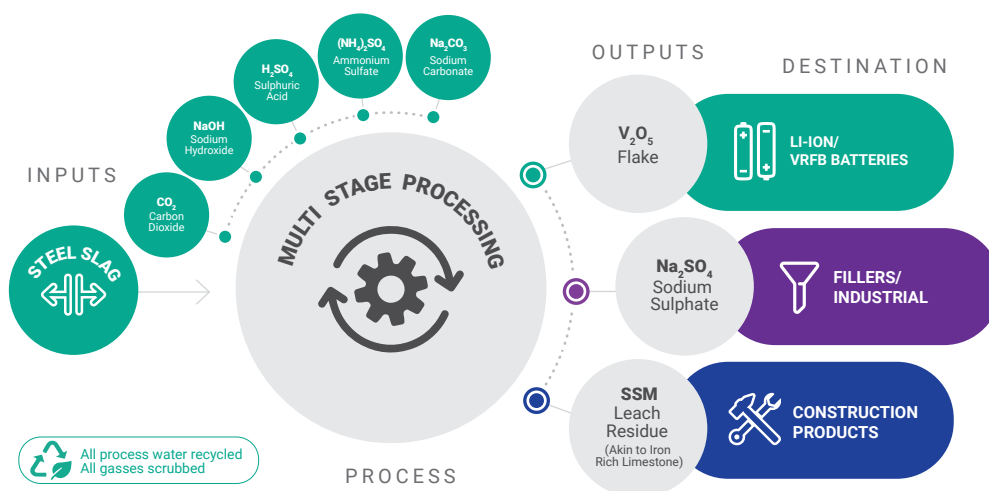 INPUTS
STEEL SLAG
CO₂
Carbon
Dioxide
NaOH
Sodium
Hydroxide
H₂SO₄
Sulphuric
Acid
(NH₄)₂SO₄
Ammonium
Sulfate
Na₂CO₃
Sodium
Carbonate
MULTI STAGE PROCESSING
PROCESS
OUTPUTS
DESTINATION
V₂O₅
Flake
LI-ION/
VRFB BATTERIES
Na₂SO₄
Sodium
Sulphate
FILLERS/
INDUSTRIAL
SSM
Leach
Residue
(Akin to Iron
Rich Limestone)
CONSTRUCTION
PRODUCTS
All process water recycled
All gasses scrubbed